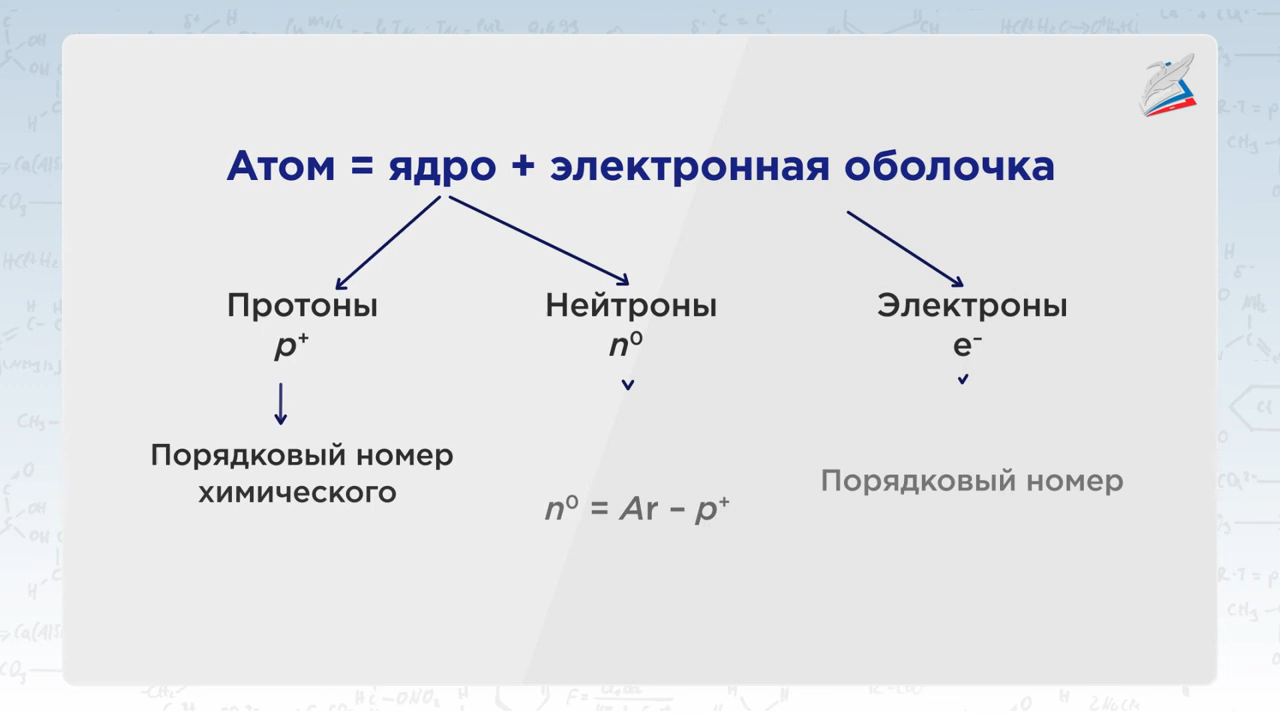 Атом = ядро + электронная оболочка
Протоны
p⁺
Нейтроны
n⁰
Электроны
e⁻
Порядковый номер
химического
n⁰ = Ar – p⁺
Порядковый номер